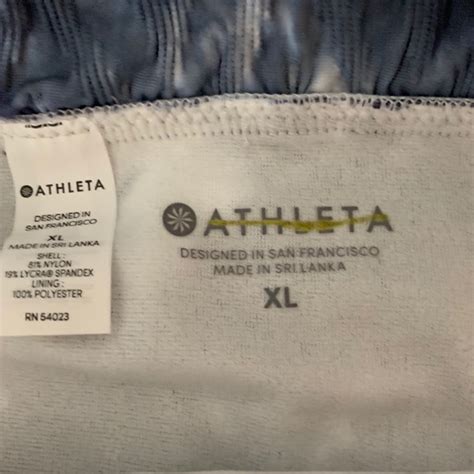 ATHLETA
DESIGNED IN
SAN FRANCISCO
XL
MADE IN SRI LANKA
SHELL :
81% NYLON
19% LYCRA® SPANDEX
LINING :
100% POLYESTER
RN 54023
ATHLETA
DESIGNED IN SAN FRANCISCO
MADE IN SRI LANKA
XL